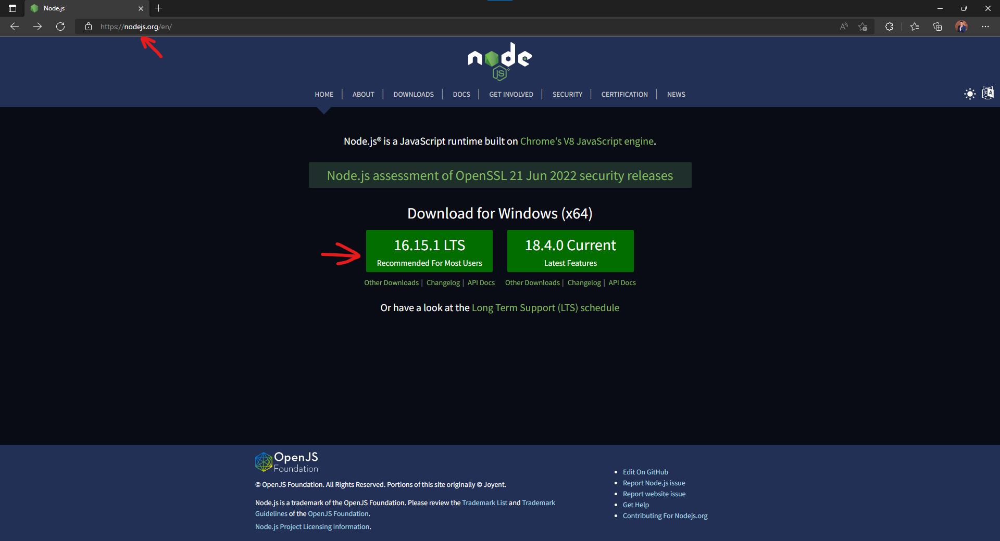 Node.js
https://nodejs.org/en/
node
JS
HOME | ABOUT | DOWNLOADS | DOCS | GET INVOLVED | SECURITY | CERTIFICATION | NEWS
Node.js® is a JavaScript runtime built on Chrome's V8 JavaScript engine.
Node.js assessment of OpenSSL 21 Jun 2022 security releases
Download for Windows (x64)
16.15.1 LTS
Recommended For Most Users
18.4.0 Current
Latest Features
Other Downloads | Changelog | API Docs
Other Downloads | Changelog | API Docs
Or have a look at the Long Term Support (LTS) schedule
OpenJS
Foundation
© OpenJS Foundation. All Rights Reserved. Portions of this site originally © Joyent.
Node.js is a trademark of the OpenJS Foundation. Please review the Trademark List and Trademark
Guidelines of the OpenJS Foundation.
Node.js Project Licensing Information.
Edit On GitHub
Report Node.js issue
Report website issue
Get Help
Contributing For Nodejs.org